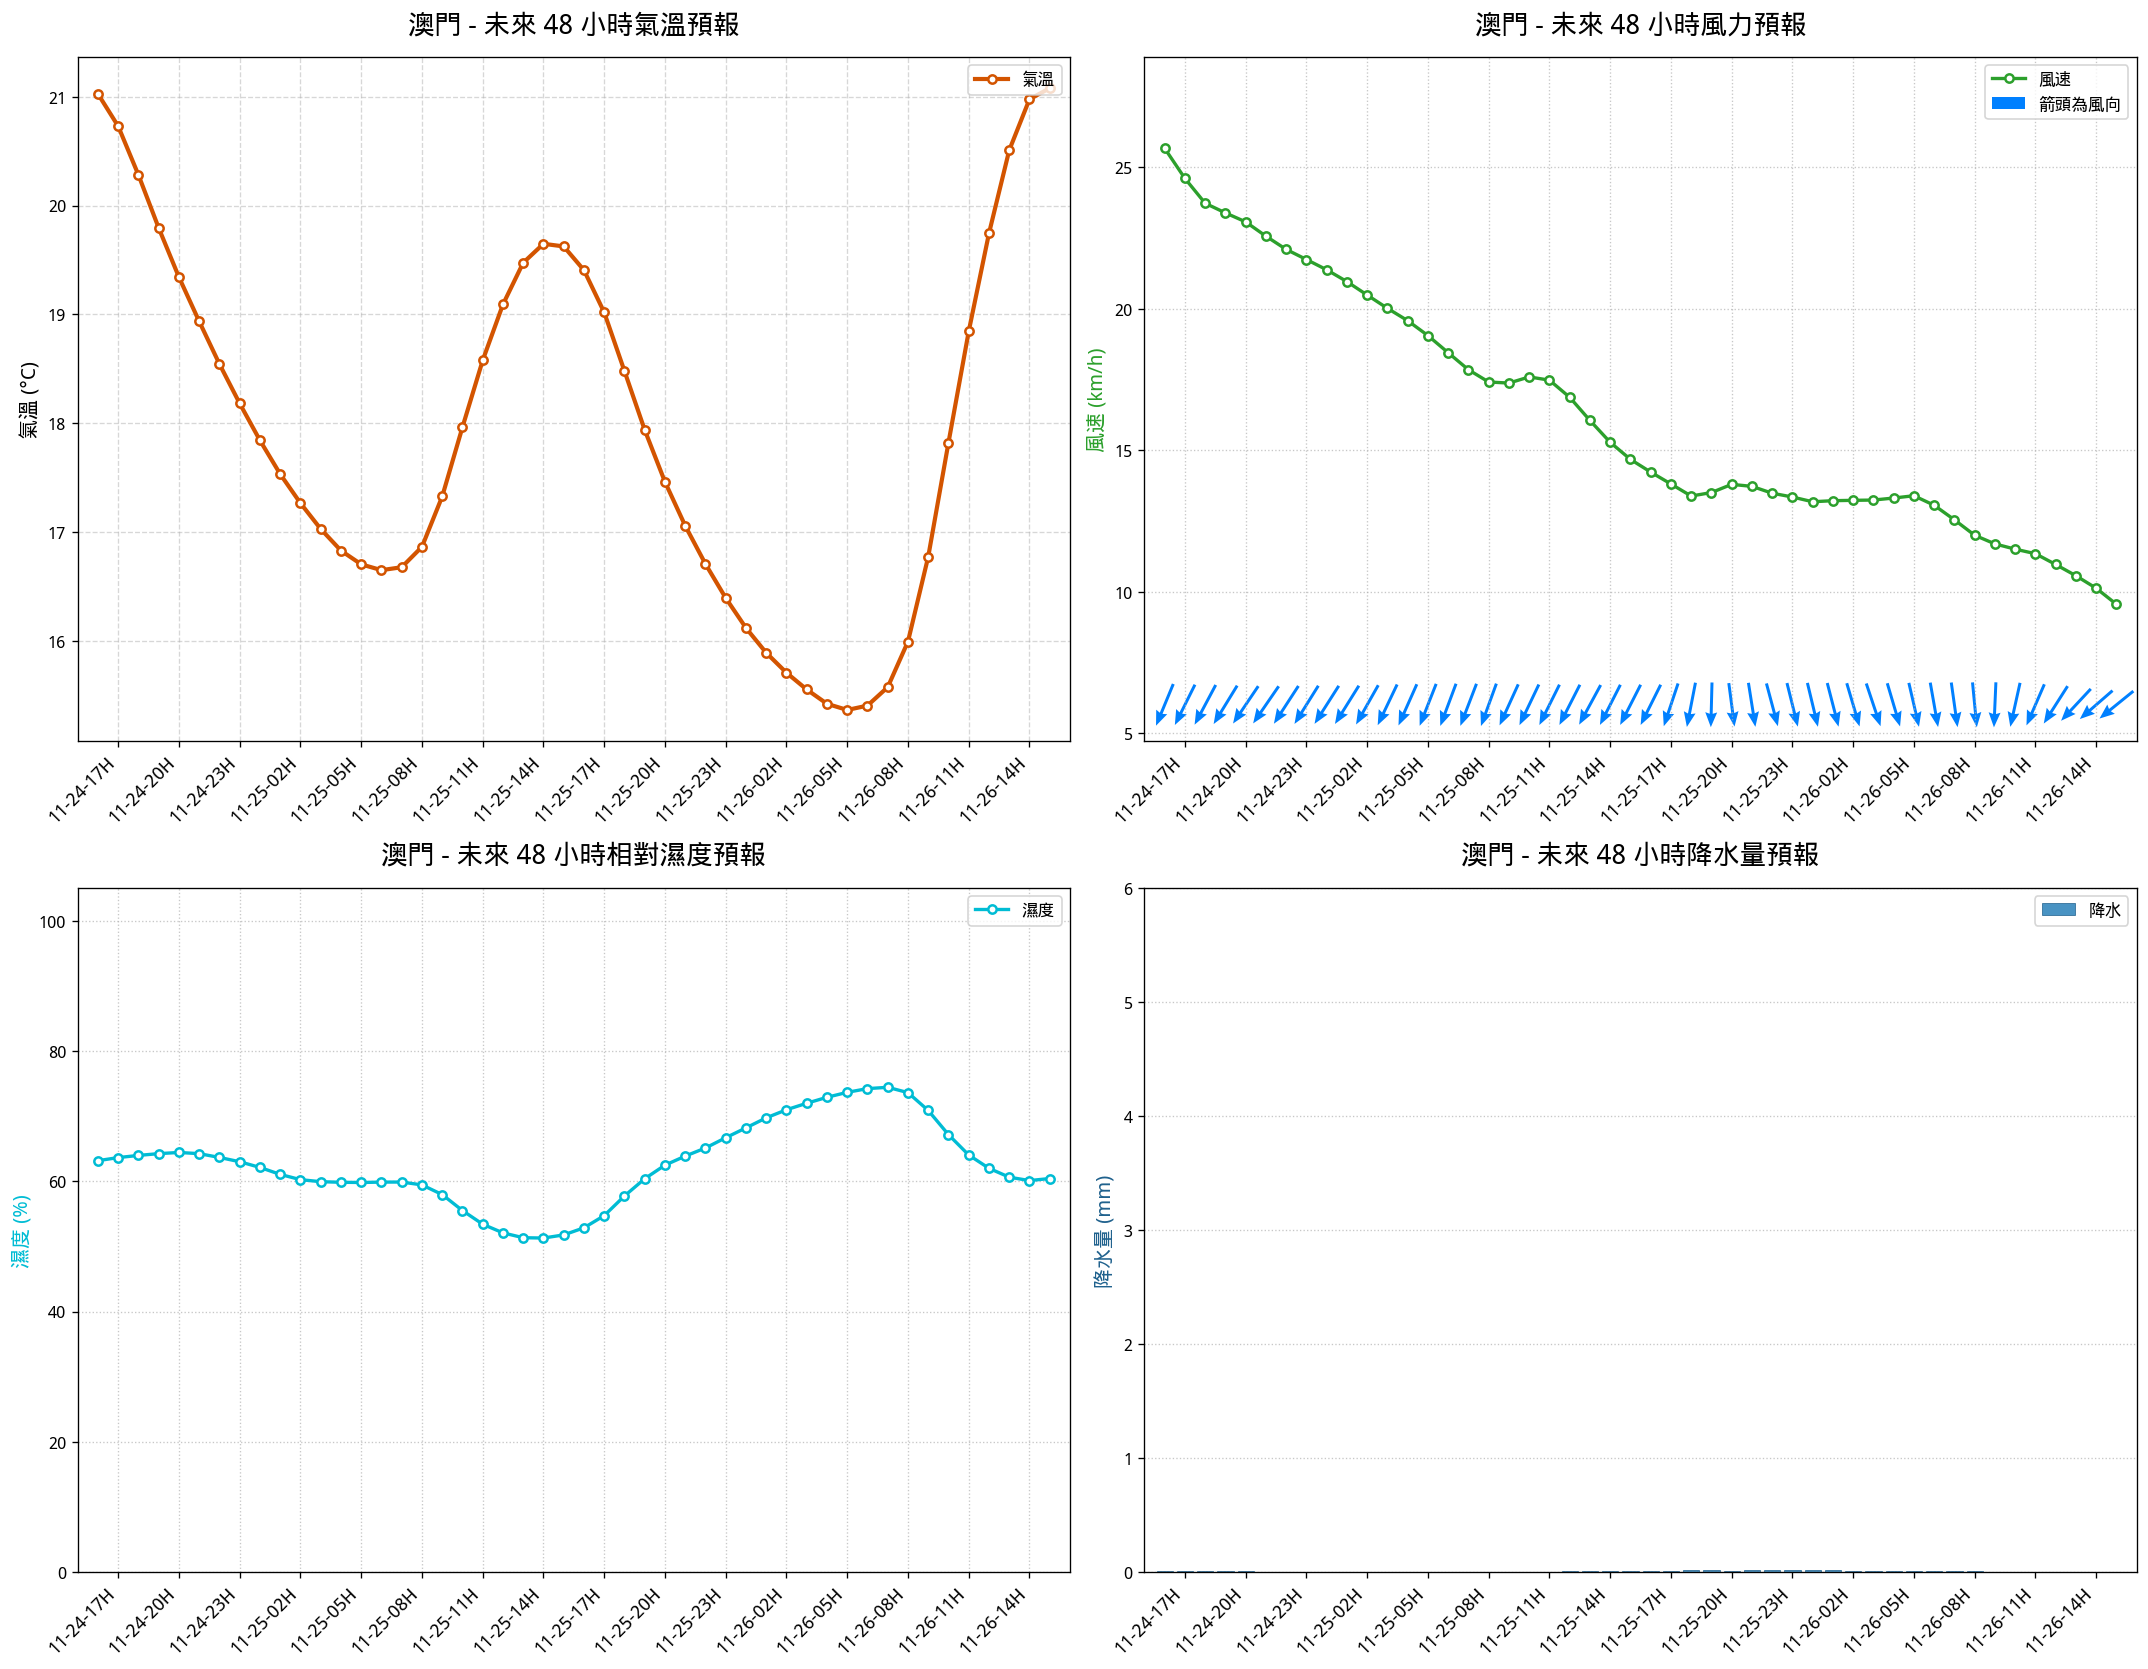 澳門 - 未來 48 小時氣溫預報
氣溫
氣溫 (°C)
21
20
19
18
17
16
11-24-17H
11-24-20H
11-24-23H
11-25-02H
11-25-05H
11-25-08H
11-25-11H
11-25-14H
11-25-17H
11-25-20H
11-25-23H
11-26-02H
11-26-05H
11-26-08H
11-26-11H
11-26-14H
澳門 - 未來 48 小時風力預報
風速
箭頭為風向
風速 (km/h)
25
20
15
10
5
11-24-17H
11-24-20H
11-24-23H
11-25-02H
11-25-05H
11-25-08H
11-25-11H
11-25-14H
11-25-17H
11-25-20H
11-25-23H
11-26-02H
11-26-05H
11-26-08H
11-26-11H
11-26-14H
澳門 - 未來 48 小時相對濕度預報
濕度
濕度 (%)
100
80
60
40
20
0
11-24-17H
11-24-20H
11-24-23H
11-25-02H
11-25-05H
11-25-08H
11-25-11H
11-25-14H
11-25-17H
11-25-20H
11-25-23H
11-26-02H
11-26-05H
11-26-08H
11-26-11H
11-26-14H
澳門 - 未來 48 小時降水量預報
降水
降水量 (mm)
6
5
4
3
2
1
0
11-24-17H
11-24-20H
11-24-23H
11-25-02H
11-25-05H
11-25-08H
11-25-11H
11-25-14H
11-25-17H
11-25-20H
11-25-23H
11-26-02H
11-26-05H
11-26-08H
11-26-11H
11-26-14H